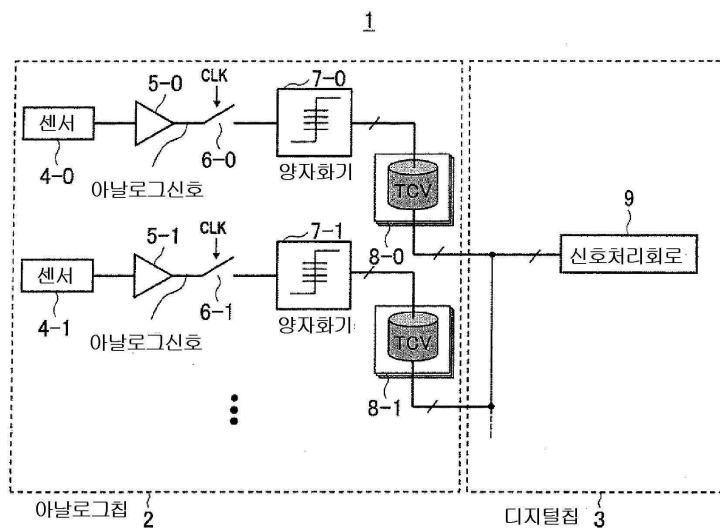 1
5-0
CLK
7-0
센서
4-0
6-0
아날로그신호
양자화기
TCV
8-0
9
신호처리회로
5-1
CLK
7-1
센서
4-1
6-1
아날로그신호
양자화기
TCV
8-1
아날로그칩 2
디지털칩 3